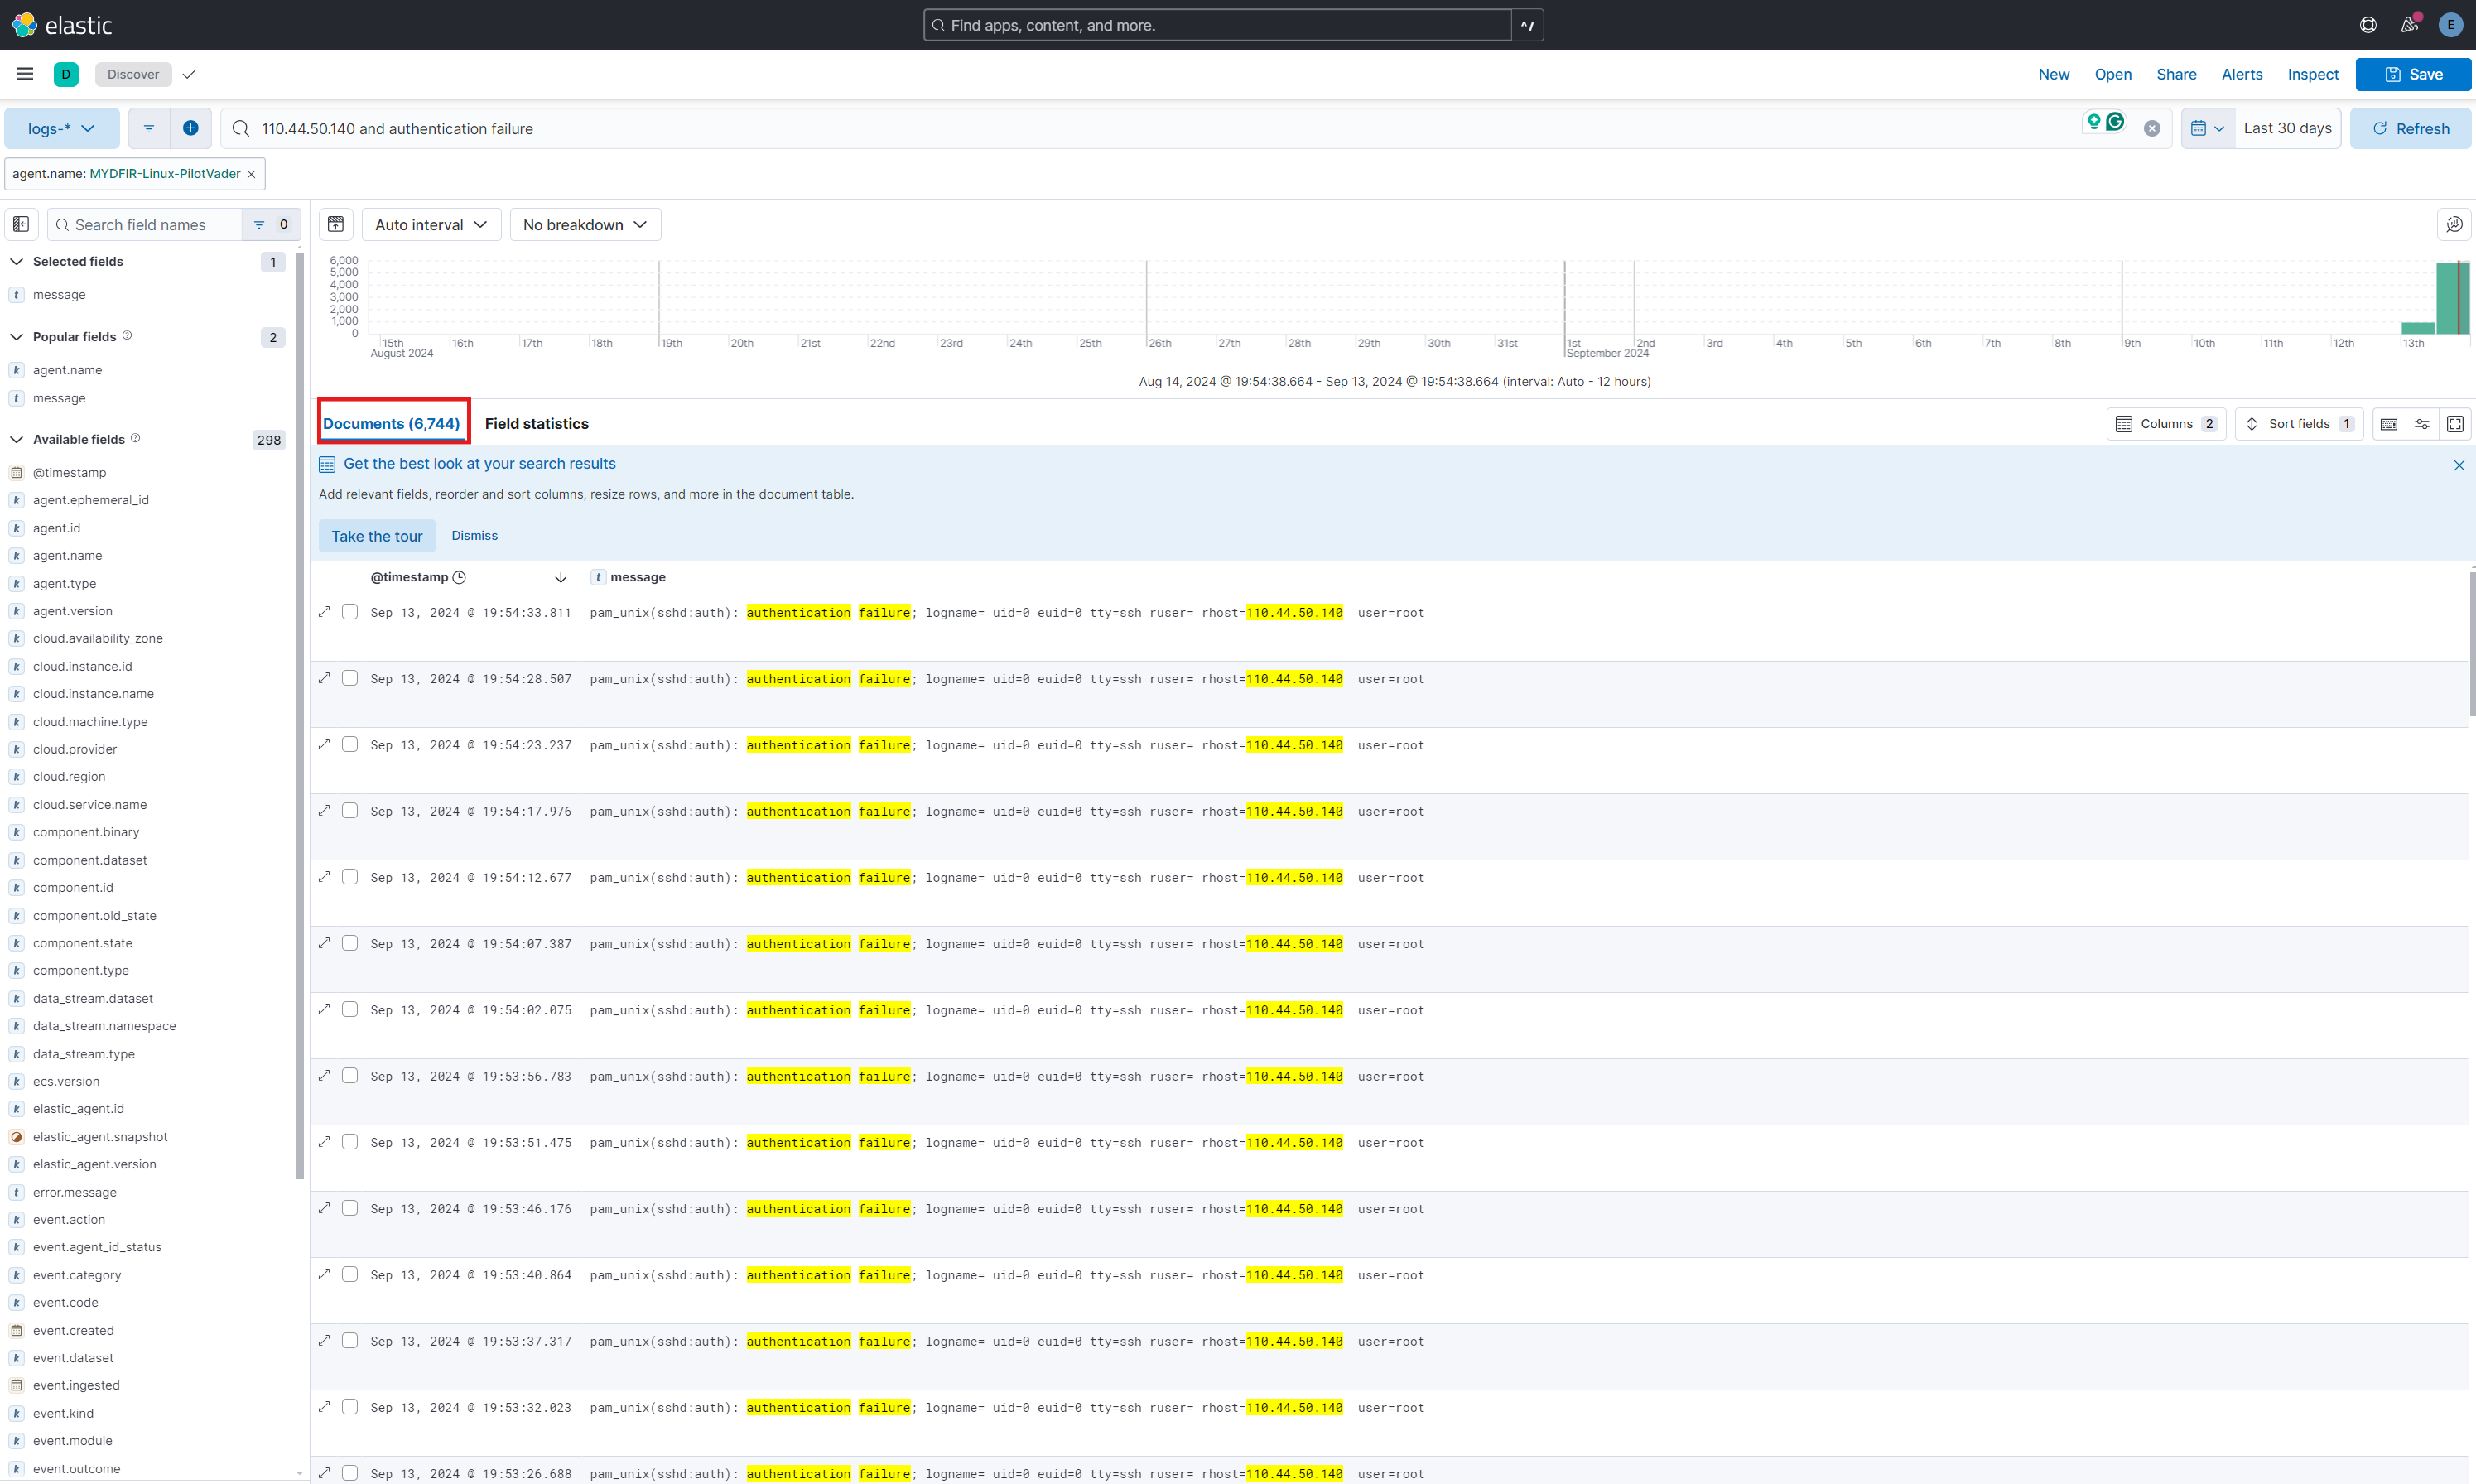 elastic
Find apps, content, and more.
^/
E
D
Discover
New
Open
Share
Alerts
Inspect
Save
logs-*
110.44.50.140 and authentication failure
Last 30 days
Refresh
agent.name: MYDFIR-Linux-PilotVader
Search field names
0
Selected fields
1
message
Popular fields
2
agent.name
message
Available fields
298
@timestamp
agent.ephemeral_id
agent.id
agent.name
agent.type
agent.version
cloud.availability_zone
cloud.instance.id
cloud.instance.name
cloud.machine.type
cloud.provider
cloud.region
cloud.service.name
component.binary
component.dataset
component.id
component.old_state
component.state
component.type
data_stream.dataset
data_stream.namespace
data_stream.type
ecs.version
elastic_agent.id
elastic_agent.snapshot
elastic_agent.version
error.message
event.action
event.agent_id_status
event.category
event.code
event.created
event.dataset
event.ingested
event.kind
event.module
event.outcome
Auto interval
No breakdown
6,000
5,000
4,000
3,000
2,000
1,000
0
15th 16th 17th 18th 19th 20th 21st 22nd 23rd 24th 25th 26th 27th 28th 29th 30th 31st 1st 2nd 3rd 4th 5th 6th 7th 8th 9th 10th 11th 12th 13th
August 2024 September 2024
Aug 14, 2024 @ 19:54:38.664 - Sep 13, 2024 @ 19:54:38.664 (interval: Auto - 12 hours)
Documents (6,744)
Field statistics
Columns 2
Sort fields 1
Get the best look at your search results
Add relevant fields, reorder and sort columns, resize rows, and more in the document table.
Take the tour
Dismiss
@timestamp
t message
Sep 13, 2024 @ 19:54:33.811 pam_unix(sshd:auth): authentication failure; logname= uid=0 euid=0 tty=ssh ruser= rhost=110.44.50.140 user=root
Sep 13, 2024 @ 19:54:28.507 pam_unix(sshd:auth): authentication failure; logname= uid=0 euid=0 tty=ssh ruser= rhost=110.44.50.140 user=root
Sep 13, 2024 @ 19:54:23.237 pam_unix(sshd:auth): authentication failure; logname= uid=0 euid=0 tty=ssh ruser= rhost=110.44.50.140 user=root
Sep 13, 2024 @ 19:54:17.976 pam_unix(sshd:auth): authentication failure; logname= uid=0 euid=0 tty=ssh ruser= rhost=110.44.50.140 user=root
Sep 13, 2024 @ 19:54:12.677 pam_unix(sshd:auth): authentication failure; logname= uid=0 euid=0 tty=ssh ruser= rhost=110.44.50.140 user=root
Sep 13, 2024 @ 19:54:07.387 pam_unix(sshd:auth): authentication failure; logname= uid=0 euid=0 tty=ssh ruser= rhost=110.44.50.140 user=root
Sep 13, 2024 @ 19:54:02.075 pam_unix(sshd:auth): authentication failure; logname= uid=0 euid=0 tty=ssh ruser= rhost=110.44.50.140 user=root
Sep 13, 2024 @ 19:53:56.783 pam_unix(sshd:auth): authentication failure; logname= uid=0 euid=0 tty=ssh ruser= rhost=110.44.50.140 user=root
Sep 13, 2024 @ 19:53:51.475 pam_unix(sshd:auth): authentication failure; logname= uid=0 euid=0 tty=ssh ruser= rhost=110.44.50.140 user=root
Sep 13, 2024 @ 19:53:46.176 pam_unix(sshd:auth): authentication failure; logname= uid=0 euid=0 tty=ssh ruser= rhost=110.44.50.140 user=root
Sep 13, 2024 @ 19:53:40.864 pam_unix(sshd:auth): authentication failure; logname= uid=0 euid=0 tty=ssh ruser= rhost=110.44.50.140 user=root
Sep 13, 2024 @ 19:53:37.317 pam_unix(sshd:auth): authentication failure; logname= uid=0 euid=0 tty=ssh ruser= rhost=110.44.50.140 user=root
Sep 13, 2024 @ 19:53:32.023 pam_unix(sshd:auth): authentication failure; logname= uid=0 euid=0 tty=ssh ruser= rhost=110.44.50.140 user=root
Sep 13, 2024 @ 19:53:26.688 pam_unix(sshd:auth): authentication failure; logname= uid=0 euid=0 tty=ssh ruser= rhost=110.44.50.140 user=root